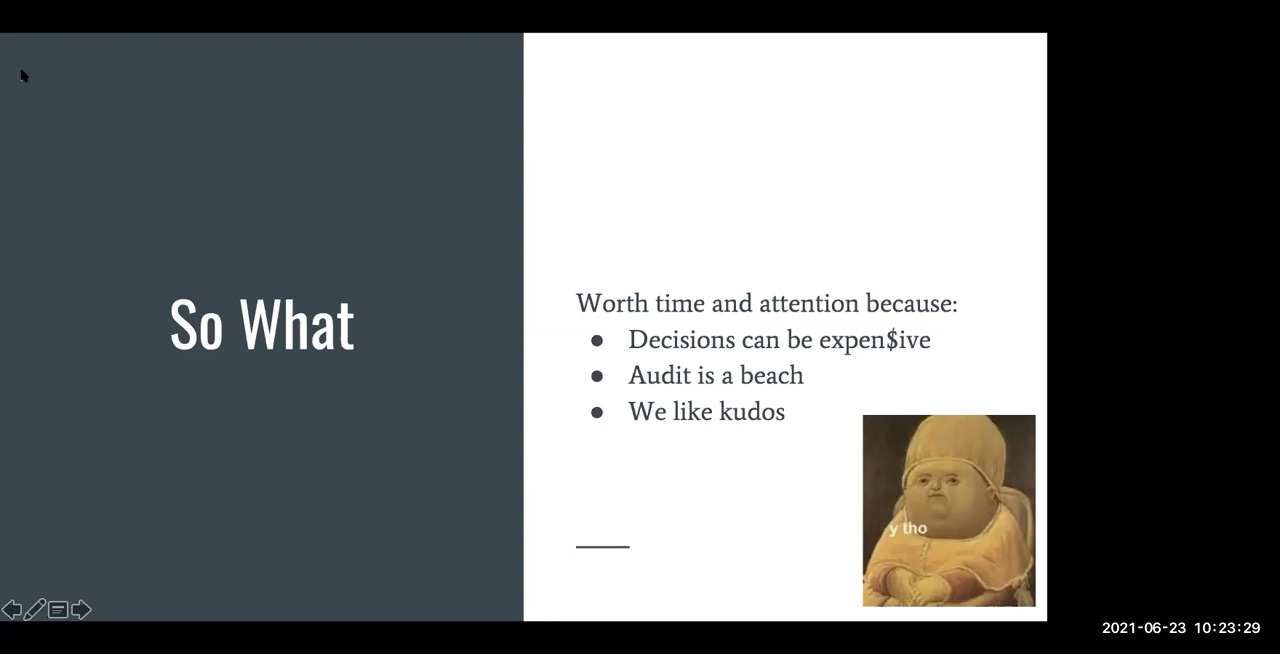 So What
Worth time and attention because:
● Decisions can be expen$ive
● Audit is a beach
● We like kudos
y tho
2021-06-23 10:23:29